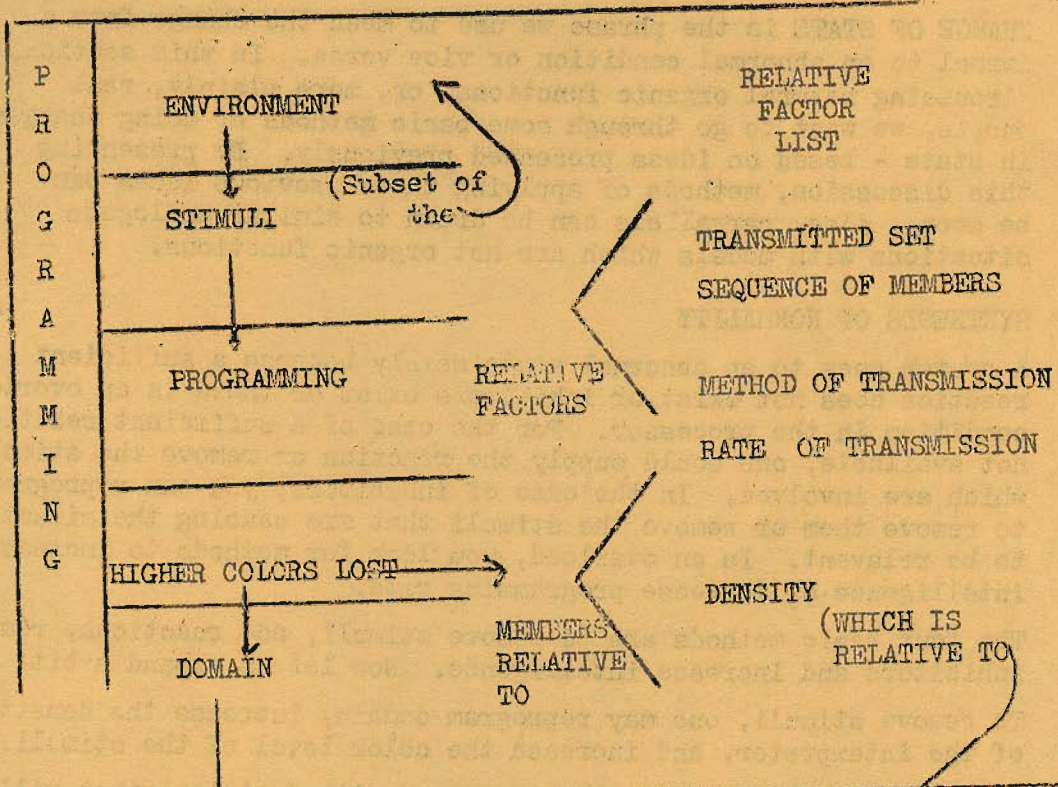 PROGRAMMING
ENVIRONMENT
(Subset of
the
STIMULI
PROGRAMMING
HIGHER COLORS LOST
DOMAIN
RELATIVE
FACTORS
MEMBERS
RELATIVE
TO
RELATIVE
FACTOR
LIST
TRANSMITTED SET
SEQUENCE OF MEMBERS
METHOD OF TRANSMISSION
RATE OF TRANSMISSION
DENSITY
(WHICH IS
RELATIVE TO